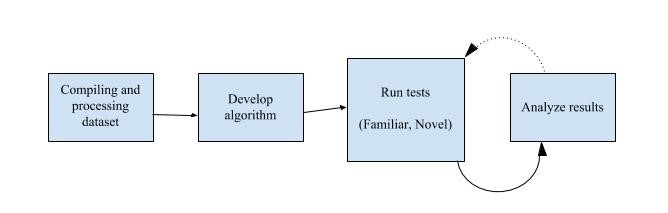 Compiling and
processing
dataset
Develop
algorithm
Run tests
(Familiar, Novel)
Analyze results